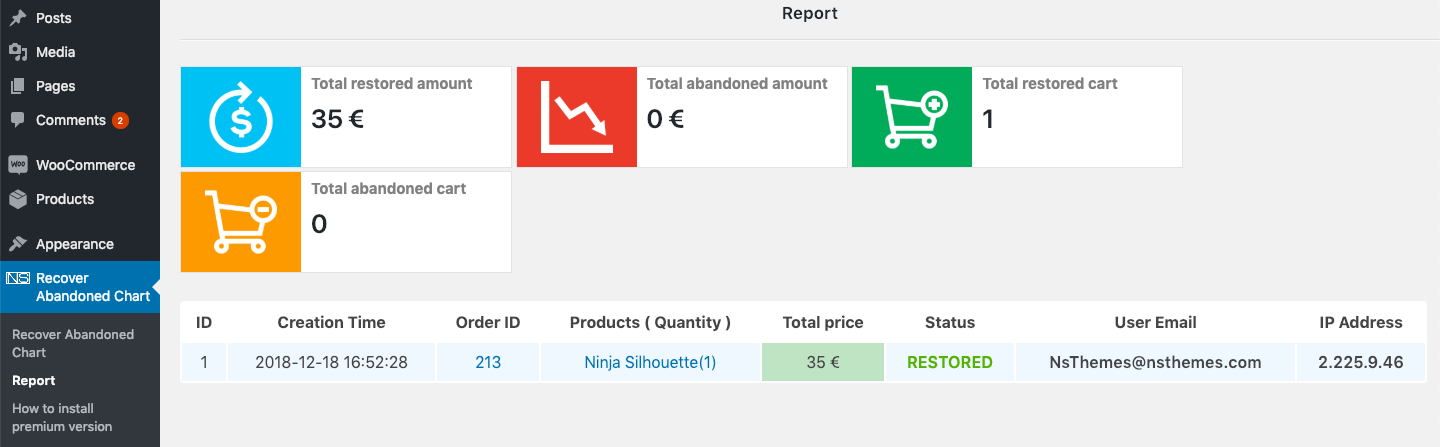 Posts
Media
Pages
Comments 2
WOO WooCommerce
Products
Appearance
NS Recover
Abandoned Chart
Recover Abandoned
Chart
Report
How to install
premium version
Report
Total restored amount
35 €
Total abandoned amount
0 €
Total restored cart
1
Total abandoned cart
0
ID Creation Time Order ID Products ( Quantity ) Total price Status User Email IP Address
1 2018-12-18 16:52:28 213 Ninja Silhouette(1) 35 € RESTORED NsThemes@nsthemes.com 2.225.9.46